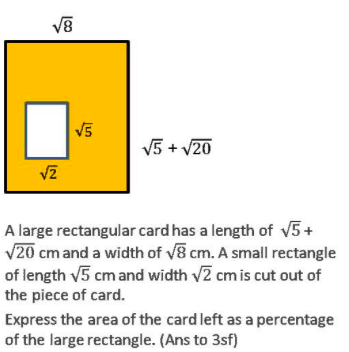 √8
√5
√5 + √20
√2
A large rectangular card has a length of √5 +
√20 cm and a width of √8 cm. A small rectangle
of length √5 cm and width √2 cm is cut out of
the piece of card.
Express the area of the card left as a percentage
of the large rectangle. (Ans to 3sf)